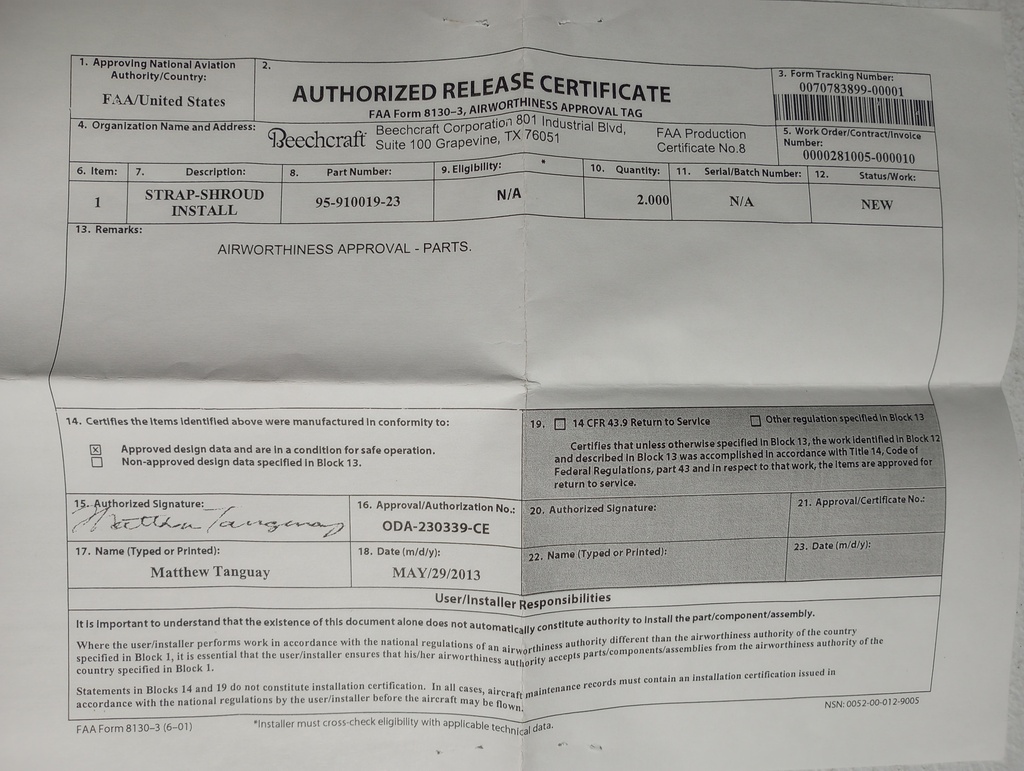 1. Approving National Aviation Authority/Country:
FAA/United States
2.
AUTHORIZED RELEASE CERTIFICATE
FAA Form 8130–3, AIRWORTHINESS APPROVAL TAG
3. Form Tracking Number:
0070783899-00001
4. Organization Name and Address:
Beechcraft
Beechcraft Corporation 801 Industrial Blvd,
Suite 100 Grapevine, TX 76051
FAA Production
Certificate No.8
5. Work Order/Contract/Invoice
Number:
0000281005-000010
6. Item: 7. Description: 8. Part Number: 9. Eligibility: * 10. Quantity: 11. Serial/Batch Number: 12. Status/Work:
1 STRAP-SHROUD INSTALL 95-910019-23 N/A 2.000 N/A NEW
13. Remarks:
AIRWORTHINESS APPROVAL - PARTS.
14. Certifies the items identified above were manufactured in conformity to:
☒ Approved design data and are in a condition for safe operation.
☐ Non-approved design data specified in Block 13.
19. ☐ 14 CFR 43.9 Return to Service ☐ Other regulation specified in Block 13
Certifies that unless otherwise specified in Block 13, the work identified in Block 12
and described in Block 13 was accomplished in accordance with Title 14, Code of
Federal Regulations, part 43 and in respect to that work, the items are approved for
return to service.
15. Authorized Signature:
Matthew Tanguay
16. Approval/Authorization No.:
ODA-230339-CE
20. Authorized Signature:
21. Approval/Certificate No.:
17. Name (Typed or Printed):
Matthew Tanguay
18. Date (m/d/y):
MAY/29/2013
22. Name (Typed or Printed):
23. Date (m/d/y):
User/Installer Responsibilities
It is important to understand that the existence of this document alone does not automatically constitute authority to install the part/component/assembly.
Where the user/installer performs work in accordance with the national regulations of an airworthiness authority different than the airworthiness authority of the country
specified in Block 1, it is essential that the user/installer ensures that his/her airworthiness authority accepts parts/components/assemblies from the airworthiness authority of the
country specified in Block 1.
Statements in Blocks 14 and 19 do not constitute installation certification. In all cases, aircraft maintenance records must contain an installation certification issued in
accordance with the national regulations by the user/installer before the aircraft may be flown.
FAA Form 8130–3 (6–01)
*Installer must cross-check eligibility with applicable technical data.
NSN: 0052-00-012-9005